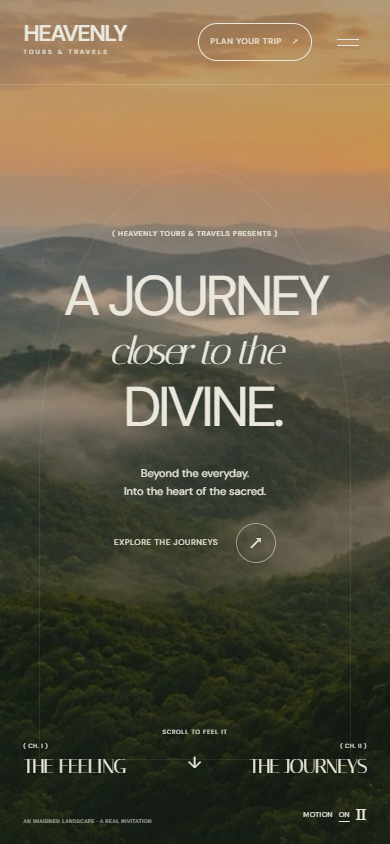 HEAVENLY
TOURS & TRAVELS
PLAN YOUR TRIP ↗
( HEAVENLY TOURS & TRAVELS PRESENTS )
A JOURNEY
closer to the
DIVINE.
Beyond the everyday.
Into the heart of the sacred.
EXPLORE THE JOURNEYS ↗
SCROLL TO FEEL IT
( CH. I )
THE FEELING
↓
( CH. II )
THE JOURNEYS
AN IMAGINED LANDSCAPE · A REAL INVITATION
MOTION ON II